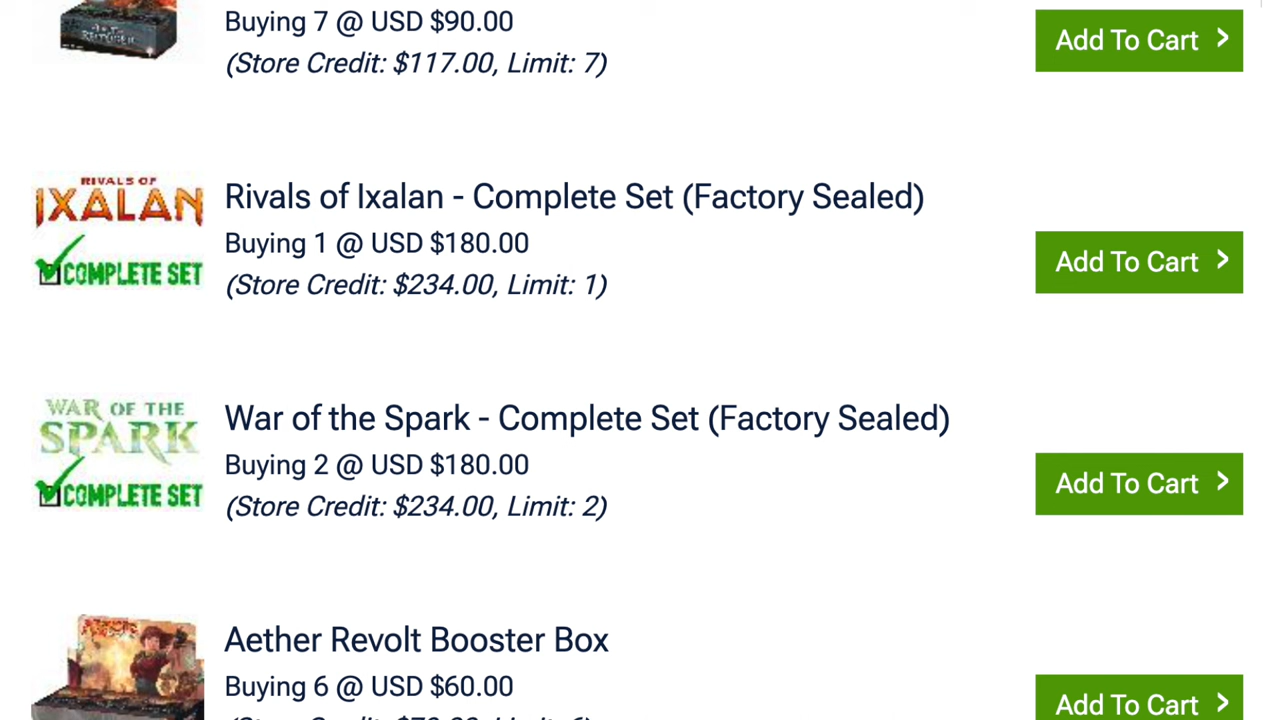 Buying 7 @ USD $90.00
Add To Cart >
(Store Credit: $117.00, Limit: 7)
RIVALS OF
IXALAN
COMPLETE SET
Rivals of Ixalan - Complete Set (Factory Sealed)
Buying 1 @ USD $180.00
Add To Cart >
(Store Credit: $234.00, Limit: 1)
WAR OF THE
SPARK
COMPLETE SET
War of the Spark - Complete Set (Factory Sealed)
Buying 2 @ USD $180.00
Add To Cart >
(Store Credit: $234.00, Limit: 2)
Aether Revolt Booster Box
Buying 6 @ USD $60.00
Add To Cart >